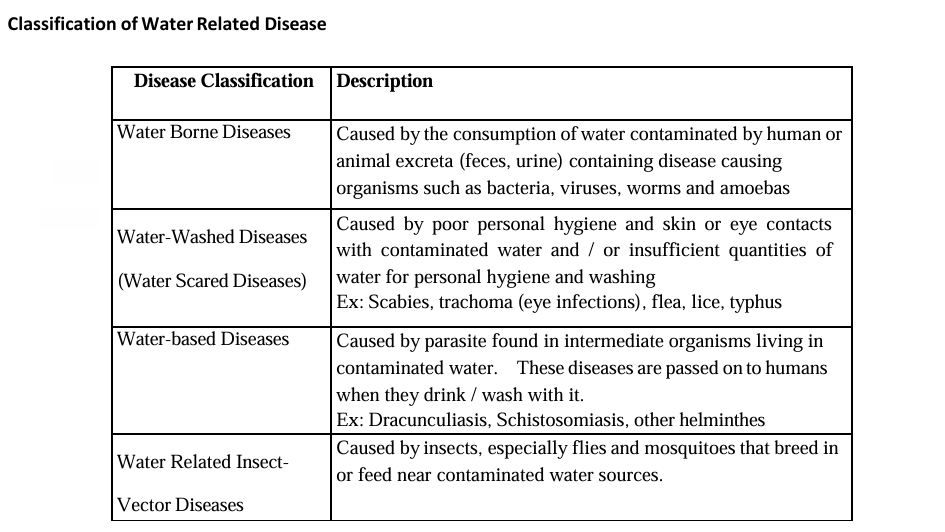 Classification of Water Related Disease
Disease Classification
Description
Water Borne Diseases
Caused by the consumption of water contaminated by human or
animal excreta (feces, urine) containing disease causing
organisms such as bacteria, viruses, worms and amoebas
Water-Washed Diseases
(Water Scared Diseases)
Caused by poor personal hygiene and skin or eye contacts
with contaminated water and / or insufficient quantities of
water for personal hygiene and washing
Ex: Scabies, trachoma (eye infections), flea, lice, typhus
Water-based Diseases
Caused by parasite found in intermediate organisms living in
contaminated water. These diseases are passed on to humans
when they drink / wash with it.
Ex: Dracunculiasis, Schistosomiasis, other helminthes
Water Related Insect-
Vector Diseases
Caused by insects, especially flies and mosquitoes that breed in
or feed near contaminated water sources.